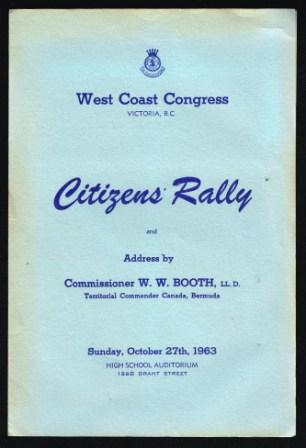 West Coast Congress
VICTORIA, B.C.
Citizens' Rally
and
Address by
Commissioner W. W. BOOTH, LL. D.
Territorial Commander Canada, Bermuda
Sunday, October 27th, 1963
HIGH SCHOOL AUDITORIUM
1260 GRANT STREET